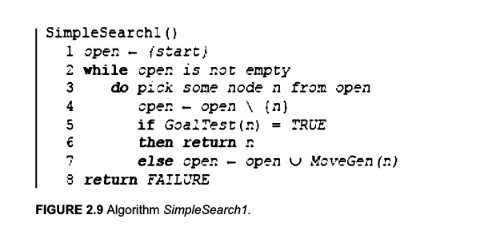 SimpleSearch1()
1 open ← {start}
2 while open is not empty
3 do pick some node n from open
4 open ← open \ {n}
5 if GoalTest(n) = TRUE
6 then return n
7 else open ← open ∪ MoveGen(n)
8 return FAILURE
FIGURE 2.9 Algorithm SimpleSearch1.